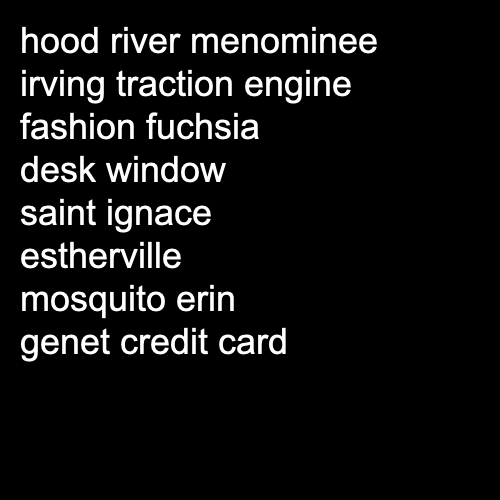 hood river menominee
irving traction engine
fashion fuchsia
desk window
saint ignace
estherville
mosquito erin
genet credit card